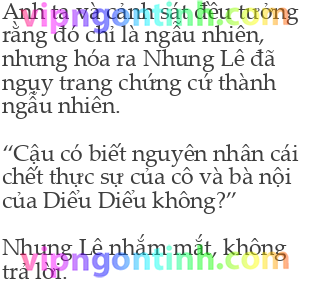 Anh ta và cảnh sát đều tưởng
rằng đó chỉ là ngẫu nhiên,
nhưng hóa ra Nhung Lê đã
ngụy trang chứng cứ thành
ngẫu nhiên.
“Cậu có biết nguyên nhân cái
chết thực sự của cô và bà nội
của Diểu Diểu không?”
Nhung Lê nhắm mắt, không
trả lời.
vipngontinh.com
vipngontinh.com